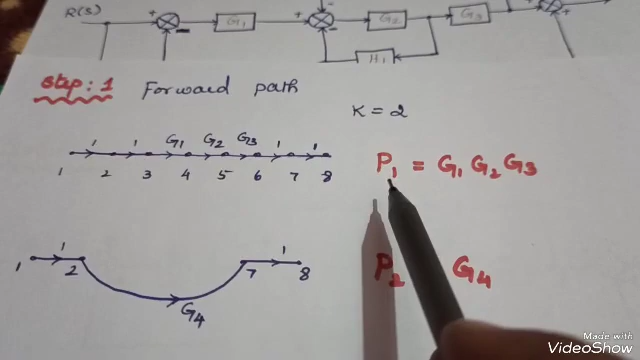 R(S) + - G1 + - - G2 G3 + +
H1
Step: 1 Forward path
K = 2
1 1 G1 G2 G3 1 1
1 2 3 4 5 6 7 8
P1 = G1 G2 G3
1 1 2 7 1 8
G4
P2 G4
Made with
VideoShow